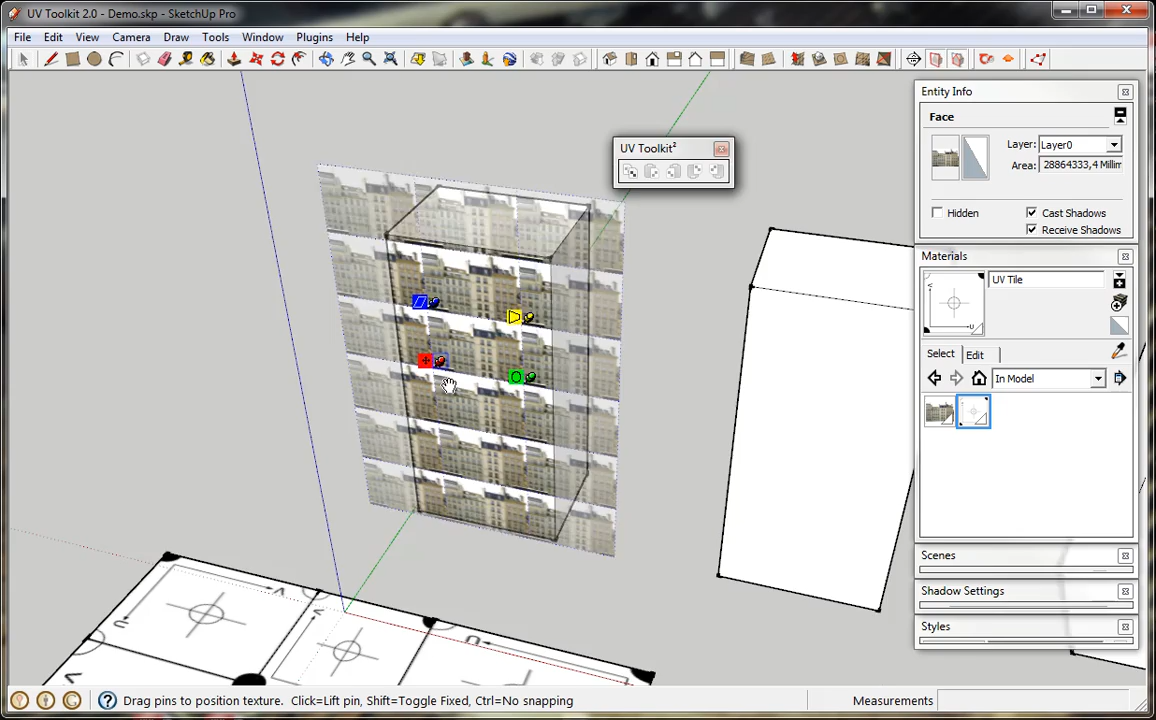 UV Toolkit 2.0 - Demo.skp - SketchUp Pro
File Edit View Camera Draw Tools Window Plugins Help
UV Toolkit²
Entity Info
Face
Layer: Layer0
Area: 28864333,4 Millim
Hidden
Cast Shadows
Receive Shadows
Materials
UV Tile
Select Edit
In Model
Scenes
Shadow Settings
Styles
U
V
V
U
V
Drag pins to position texture. Click=Lift pin, Shift=Toggle Fixed, Ctrl=No snapping
Measurements